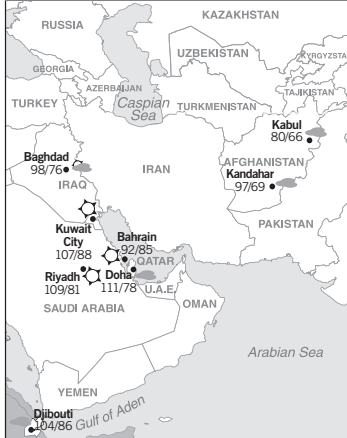 RUSSIA
KAZAKHSTAN
UZBEKISTAN
GEORGIA
KYRGYZSTA
AZERBAIJAN
TAJIKISTAN
TURKEY
Caspian
Sea
TURKMENISTAN
Kabul
80/66
Baghdad
98/76
IRAN
AFGHANISTAN
Kandahar
97/69
IRAQ
PAKISTAN
Kuwait
City
107/88
Bahrain
92/85
QATAR
Riyadh
109/81
Doha
111/78
U.A.E.
SAUDI ARABIA
OMAN
Arabian Sea
YEMEN
Djibouti
104/86
Gulf of Aden